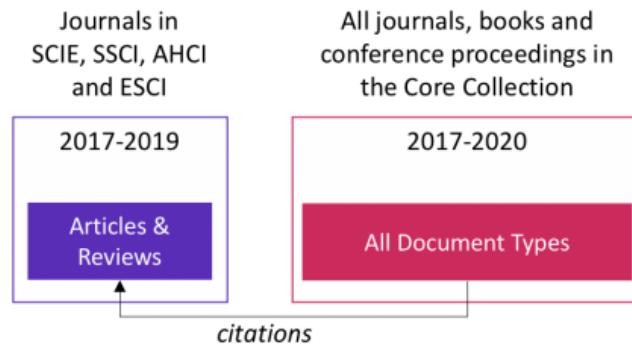 Journals in
SCIE, SSCI, AHCI
and ESCI
2017-2019
Articles &
Reviews
All journals, books and
conference proceedings in
the Core Collection
2017-2020
All Document Types
citations